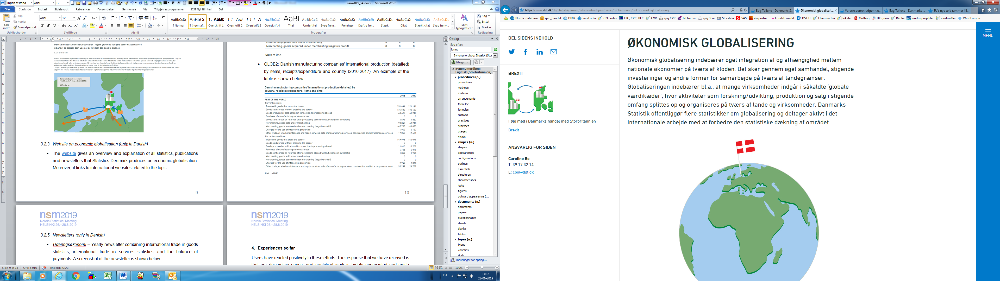 Ingen afstand Arial 12 nsm2019_v4.docx - Microsoft Word
Filer Startside Indsæt Sidelayout Referencer Forsendelser Gennemse Vis Tilføjelsesprogrammer DST Nyt til html Dst
Sæt ind
Klip
Kopier
Formatpensel
Udklipsholder
Arial 12
Skrifttype
Afsnit
¶ Normal ¶ Ingen af... Overskrift 1 Overskrift 2 Overskrift 3 Overskrift 4 Titel Undertitel Svag frem... Fremhæv Kraftig fre... Stærk Citat Stærkt citat Svag henv...
Typografier
Skift typografier
Søg
Erstat
Marker
Redigering
Danske industrikoncerner producerer i højere grad end tidligere deres eksportvarer i
udlandet og sælger dem uden at de krydser den danske grænse.
7. juni 2019 kl. 8:00
Danske industrikoncerners
"traditionelle" eksport var i 2016:
387 mia. kr.
3.2.3. Website on economic globalisation (only in Danish)
• The website gives an overview and explanation of all statistics, publications
and newsletters that Statistics Denmark produces on economic globalisation.
Moreover, it links to international websites related to the topic.
9
Merchanting, goods sold under merchanting 0 0 0
Merchanting, goods acquired under merchanting (negative credit) 0 0 0
Unit : m DKK
• GLOB2: Danish manufacturing companies' international production (detailed)
by items, receipts/expenditure and country (2016-2017). An example of the
table is shown below.
Danish manufacturing companies' international production (detailed) by
country, receipts/expenditure, items and time
2016 2017
REST OF THE WORLD
Current receipts
Trade with goods that cross the border 351 691 371 121
Goods sold abroad without crossing the border 134 532 130 433
Goods procured or sold abroad in connection to processing abroad 60 693 61 213
Purchase of manufacturing services abroad 0 0
Goods sent abroad or returned after processing abroad without change of ownership 1 579 1 867
Merchanting, goods sold under merchanting 73 840 69 218
Merchanting, goods acquired under merchanting (negative credit) -47 705 -46 033
Charges for the use of intellectual properties 4 962 6 122
Other trade, of which maintenance and repair services, sale of manufacturing services, construction and intracompany services 17 060 17 671
Current expenditure
Trade with goods that cross the border 149 976 160 079
Goods sold abroad without crossing the border 0 0
Goods procured or sold abroad in connection to processing abroad 11 810 10 702
Purchase of manufacturing services abroad 6 755 6 848
Goods sent abroad or returned after processing abroad without change of ownership 1 859 1 996
Merchanting, goods sold under merchanting 0 0
Merchanting, goods acquired under merchanting (negative credit) 0 0
Charges for the use of intellectual properties 2 947 2 366
Other trade, of which maintenance and repair services, sale of manufacturing services, construction and intracompany services 32 299 24 752
Unit : m DKK
10
nsm2019
Nordic Statistical Meeting
HELSINKI 26.–28.8.2019
3.2.5. Newsletters (only in Danish)
• Udenrigsøkonomi – Yearly newsletter combining international trade in goods
statistics, international trade in services statistics, and the balance of
payments. A screenshot of the newsletter is shown below.
nsm2019
Nordic Statistical Meeting
HELSINKI 26.–28.8.2019
4. Experiences so far
Users have reacted positively to these efforts. The response that we have received is
that our descriptive papers and analytical work is highly appreciated and much
Opslag
Søg efter:
forms
Synonymordbog: Engelsk (Stor
Tilbage
Synonymordbog:
Engelsk (Storbritannien)
procedures (n.)
procedures
methods
systems
arrangements
formulae
formulas
customs
practices
practises
usages
rituals
shapes (n.)
shapes
appearances
configurations
outlines
essentials
structures
characteristics
looks
figures
outward appearance (...
documents (n.)
documents
papers
questionnaires
sheets
blanks
tables
types (n.)
types
varieties
kinds
Indstillinger for opslag...
Side: 9 af 13 Ord: 3.016 Engelsk (USA) 100%
DA 14:18
28-06-2019
https://www.dst.dk/da/Statistik/emner/erhvervslivet-paa-tvaers/globalisering/oekonomisk-globalisering
Bag Tallene - Danmarks S... Økonomisk globaliseri... Vareeksporten udgør næ... Bag Tallene - Danmarks ... EU's nye told rammer lill...
Nordic database geo_handel DB07 varekoder CN codes ISIC, CPC, BEC CVR søg CVR tal for cvr søg SEnr SE vsh'er SAS eksportnr. Fondsb.medd. DST IT Hvem er her lokaler Ordbog UK gram Råolie vindm.projekter vindmøller WindEurope
DEL SIDENS INDHOLD
BREXIT
Følg med i Danmarks handel med Storbritannien
Brexit
ANSVARLIG FOR SIDEN
Caroline Bo
T: 39 17 32 14
E: cbo@dst.dk
ØKONOMISK GLOBALISERING
Økonomisk globalisering indebærer øget integration af og afhængighed mellem
nationale økonomier på tværs af kloden. Det sker gennem øget samhandel, stigende
investeringer og andre former for samarbejde på tværs af landegrænser.
Globaliseringen indebærer bl.a., at mange virksomheder indgår i såkaldte 'globale
værdikæder', hvor aktiviteter som forskning/udvikling, produktion og salg i stigende
omfang splittes op og organiseres på tværs af lande og virksomheder. Danmarks
Statistik offentliggør flere statistikker om globalisering og deltager aktivt i det
internationale arbejde med at forbedre den statistiske dækning af området.
MENU